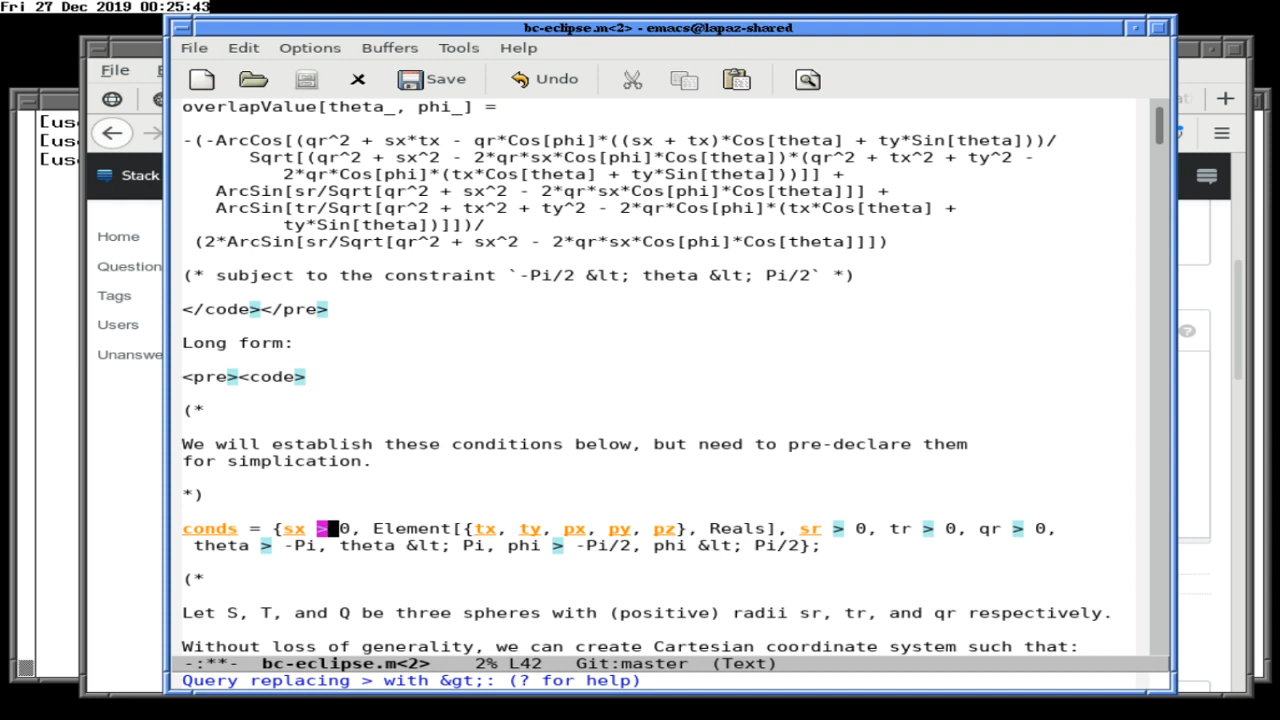 Fri 27 Dec 2019 00:25:43
bc-eclipse.m<2> - emacs@lapaz-shared
File Edit Options Buffers Tools Help
Save Undo
overlapValue[theta_, phi_] =
-(-ArcCos[(qr^2 + sx*tx - qr*Cos[phi]*((sx + tx)*Cos[theta] + ty*Sin[theta]))/
Sqrt[(qr^2 + sx^2 - 2*qr*sx*Cos[phi]*Cos[theta])*(qr^2 + tx^2 + ty^2 -
2*qr*Cos[phi]*(tx*Cos[theta] + ty*Sin[theta]))]] +
ArcSin[sr/Sqrt[qr^2 + sx^2 - 2*qr*sx*Cos[phi]*Cos[theta]]] +
ArcSin[tr/Sqrt[qr^2 + tx^2 + ty^2 - 2*qr*Cos[phi]*(tx*Cos[theta] +
ty*Sin[theta])]])/
(2*ArcSin[sr/Sqrt[qr^2 + sx^2 - 2*qr*sx*Cos[phi]*Cos[theta]]])
(* subject to the constraint `-Pi/2 &lt; theta &lt; Pi/2` *)
</code></pre>
Long form:
<pre><code>
(*
We will establish these conditions below, but need to pre-declare them
for simplication.
*)
conds = {sx > 0, Element[{tx, ty, px, py, pz}, Reals], sr > 0, tr > 0, qr > 0,
theta > -Pi, theta &lt; Pi, phi > -Pi/2, phi &lt; Pi/2};
(*
Let S, T, and Q be three spheres with (positive) radii sr, tr, and qr respectively.
Without loss of generality, we can create Cartesian coordinate system such that:
-:**- bc-eclipse.m<2> 2% L42 Git:master (Text)
Query replacing > with &gt;: (? for help)
File
[use
[use
[use
Stack
Home
Question
Tags
Users
Unanswe